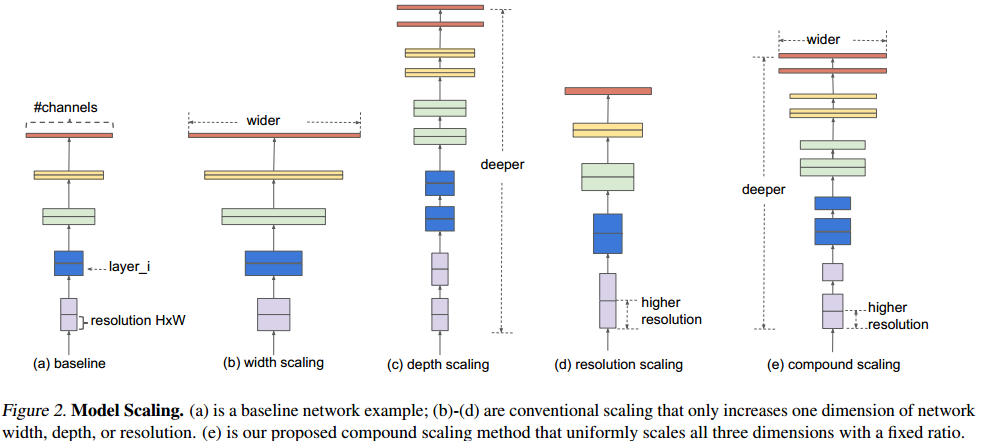 #channels
layer_i
resolution HxW
(a) baseline
wider
(b) width scaling
deeper
(c) depth scaling
higher
resolution
(d) resolution scaling
wider
deeper
higher
resolution
(e) compound scaling
Figure 2. Model Scaling. (a) is a baseline network example; (b)-(d) are conventional scaling that only increases one dimension of network
width, depth, or resolution. (e) is our proposed compound scaling method that uniformly scales all three dimensions with a fixed ratio.